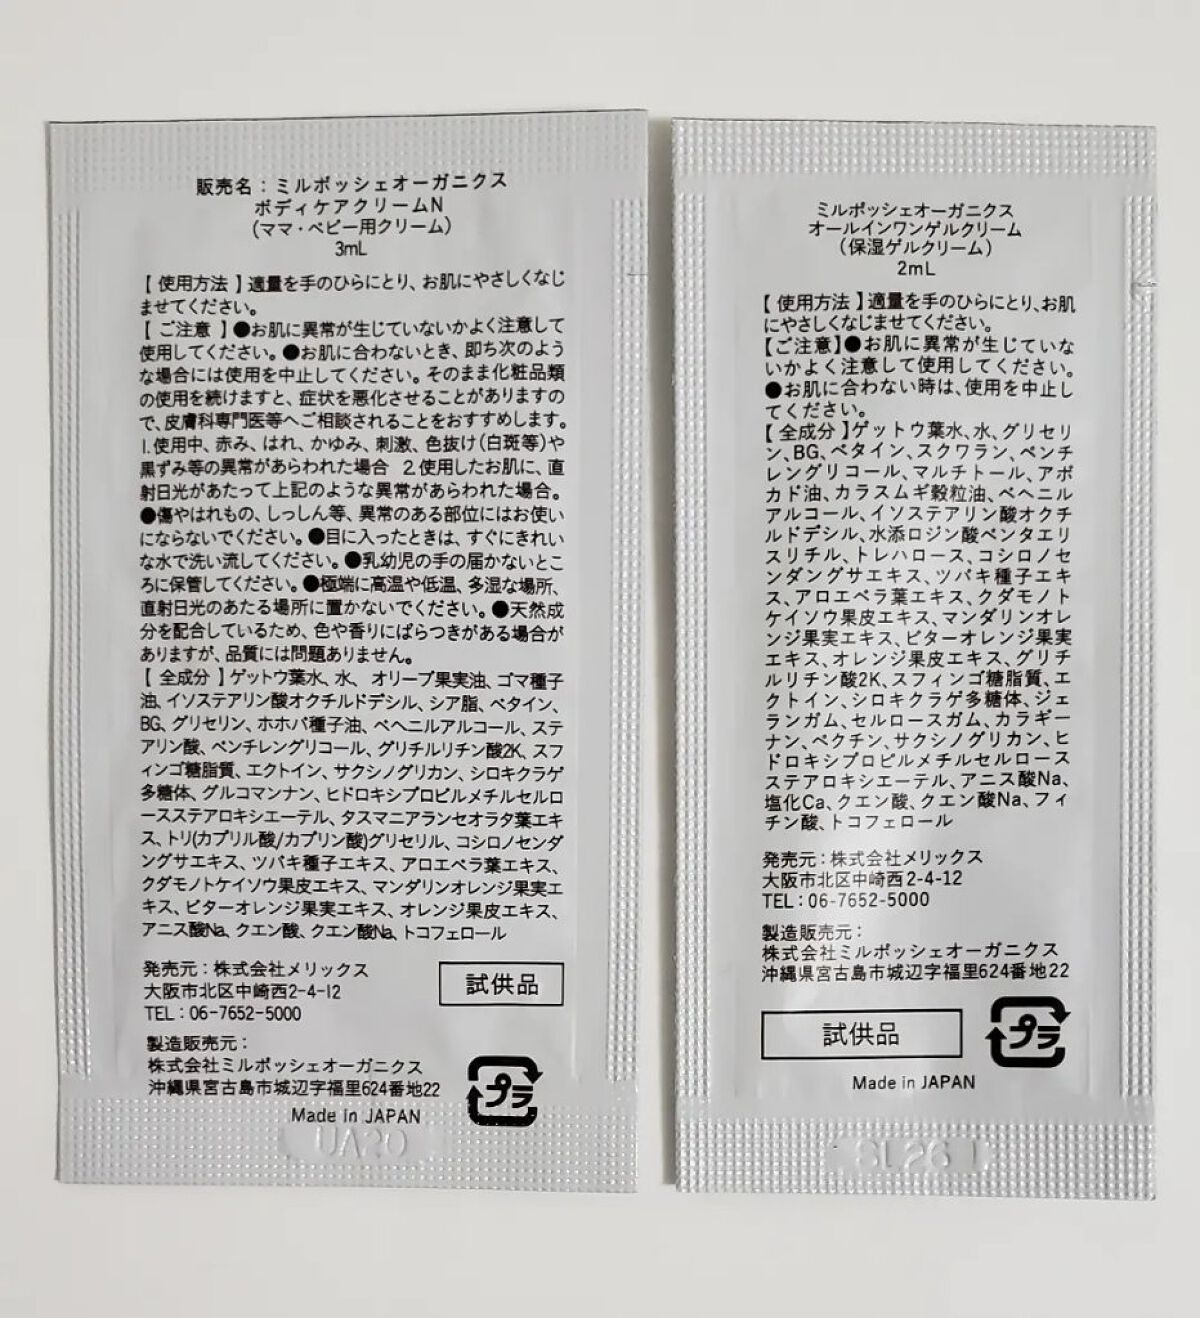 販売名：ミルボッシェオーガニクス
ボディケアクリームN
(ママ・ベビー用クリーム)
3mL
【 使用方法 】適量を手のひらにとり、お肌にやさしくなじ
ませてください。
【 ご注意 】●お肌に異常が生じていないかよく注意して
使用してください。●お肌に合わないとき、即ち次のよう
な場合には使用を中止してください。そのまま化粧品類
の使用を続けますと、症状を悪化させることがありますの
で、皮膚科専門医等へご相談されることをおすすめします。
1.使用中、赤み、はれ、かゆみ、刺激、色抜け(白斑等)や
黒ずみ等の異常があらわれた場合 2.使用したお肌に、直
射日光があたって上記のような異常があらわれた場合。
●傷やはれもの、しっしん等、異常のある部位にはお使い
にならないでください。●目に入ったときは、すぐにきれい
な水で洗い流してください。●乳幼児の手の届かないとこ
ろに保管してください。●極端に高温や低温、多湿な場所、
直射日光のあたる場所に置かないでください。●天然成
分を配合しているため、色や香りにばらつきがある場合が
ありますが、品質には問題ありません。
【 全成分 】ゲットウ葉水、水、オリーブ果実油、ゴマ種子
油、イソステアリン酸オクチルドデシル、シア脂、ベタイン、
BG、グリセリン、ホホバ種子油、ベヘニルアルコール、ステ
アリン酸、ペンチレングリコール、グリチルリチン酸2K、スフ
ィンゴ糖脂質、エクトイン、サクシノグリカン、シロキクラゲ
多糖体、グルコマンナン、ヒドロキシプロピルメチルセルロ
ースステアロキシエーテル、タスマニアランセオラタ葉エキ
ス、トリ(カプリル酸/カプリン酸)グリセリル、コシロノセンダ
ングサエキス、ツバキ種子エキス、アロエベラ葉エキス、
クダモノトケイソウ果皮エキス、マンダリンオレンジ果実エ
キス、ビターオレンジ果実エキス、オレンジ果皮エキス、
アニス酸Na、クエン酸、クエン酸Na、トコフェロール
発売元：株式会社メリックス
大阪市北区中崎西2-4-12
TEL：06-7652-5000
試供品
製造販売元：
株式会社ミルボッシェオーガニクス
沖縄県宮古島市城辺字福里624番地22
プラ
Made in JAPAN
ミルボッシェオーガニクス
オールインワンゲルクリーム
(保湿ゲルクリーム)
2mL
【 使用方法 】適量を手のひらにとり、お肌
にやさしくなじませてください。
【ご注意】●お肌に異常が生じていな
いかよく注意して使用してください。
●お肌に合わない時は、使用を中止し
てください。
【 全成分 】ゲットウ葉水、水、グリセリ
ン、BG、ベタイン、スクワラン、ペンチ
レングリコール、マルチトール、アボ
カド油、カラスムギ穀粒油、ベヘニル
アルコール、イソステアリン酸オクチ
ルドデシル、水添ロジン酸ペンタエリ
スリチル、トレハロース、コシロノセ
ンダングサエキス、ツバキ種子エキ
ス、アロエベラ葉エキス、クダモノト
ケイソウ果皮エキス、マンダリンオレ
ンジ果実エキス、ビターオレンジ果実
エキス、オレンジ果皮エキス、グリチ
ルリチン酸2K、スフィンゴ糖脂質、エ
クトイン、シロキクラゲ多糖体、ジェ
ランガム、セルロースガム、カラギー
ナン、ペクチン、サクシノグリカン、ヒ
ドロキシプロピルメチルセルロース
ステアロキシエーテル、アニス酸Na、
塩化Ca、クエン酸、クエン酸Na、フィ
チン酸、トコフェロール
発売元：株式会社メリックス
大阪市北区中崎西2-4-12
TEL：06-7652-5000
製造販売元：
株式会社ミルボッシェオーガニクス
沖縄県宮古島市城辺字福里624番地22
試供品
プラ
Made in JAPAN